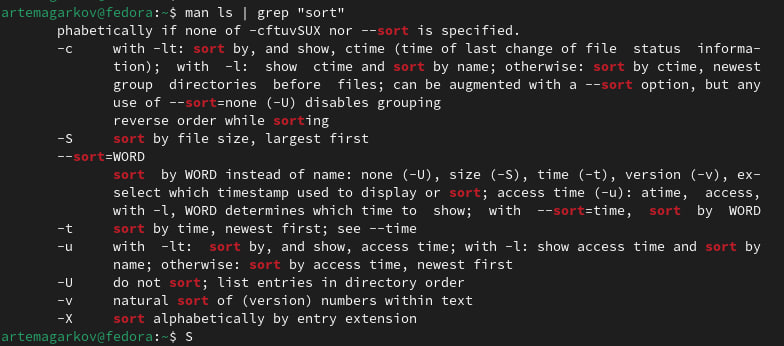 artemagarkov@fedora:~$ man ls | grep "sort"
phabetically if none of -cftuvSUX nor --sort is specified.
-c with -lt: sort by, and show, ctime (time of last change of file status informa-
tion); with -l: show ctime and sort by name; otherwise: sort by ctime, newest
group directories before files; can be augmented with a --sort option, but any
use of --sort=none (-U) disables grouping
reverse order while sorting
-S sort by file size, largest first
--sort=WORD
sort by WORD instead of name: none (-U), size (-S), time (-t), version (-v), ex-
select which timestamp used to display or sort; access time (-u): atime, access,
with -l, WORD determines which time to show; with --sort=time, sort by WORD
-t sort by time, newest first; see --time
-u with -lt: sort by, and show, access time; with -l: show access time and sort by
name; otherwise: sort by access time, newest first
-U do not sort; list entries in directory order
-v natural sort of (version) numbers within text
-X sort alphabetically by entry extension
artemagarkov@fedora:~$ S